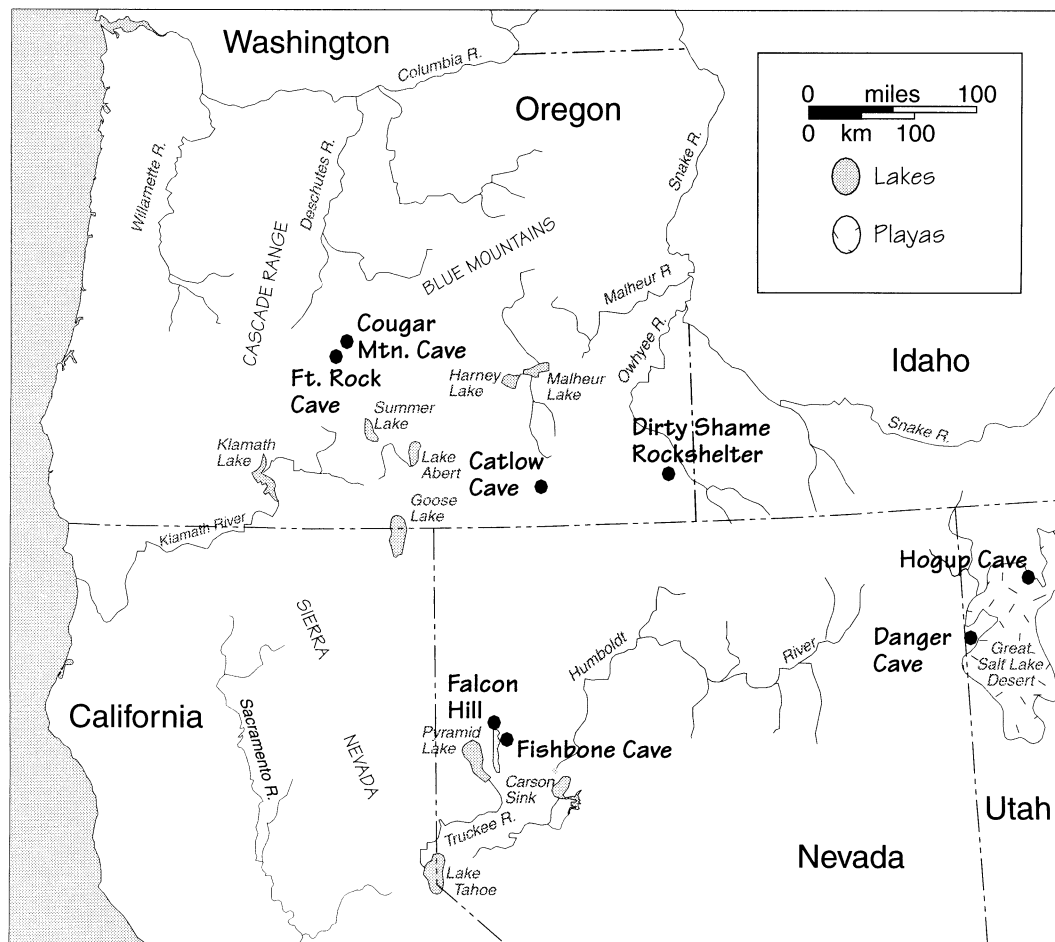 Washington
Columbia R.
Oregon
0 miles 100
0 km 100
Lakes
Playas
Willamette R.
Deschutes R.
Snake R.
CASCADE RANGE
BLUE MOUNTAINS
Malheur R
Owhyee R.
Cougar
Mtn. Cave
Ft. Rock
Cave
Harney
Lake
Malheur
Lake
Idaho
Summer
Lake
Snake R.
Dirty Shame
Rockshelter
Klamath
Lake
Lake
Abert
Catlow
Cave
Goose
Lake
Klamath River
Hogup Cave
SIERRA
NEVADA
Humboldt
River
Danger
Cave
Great
Salt Lake
Desert
California
Sacramento R.
Falcon
Hill
Pyramid
Lake
Fishbone Cave
Carson
Sink
Utah
Truckee R.
Nevada
Lake
Tahoe